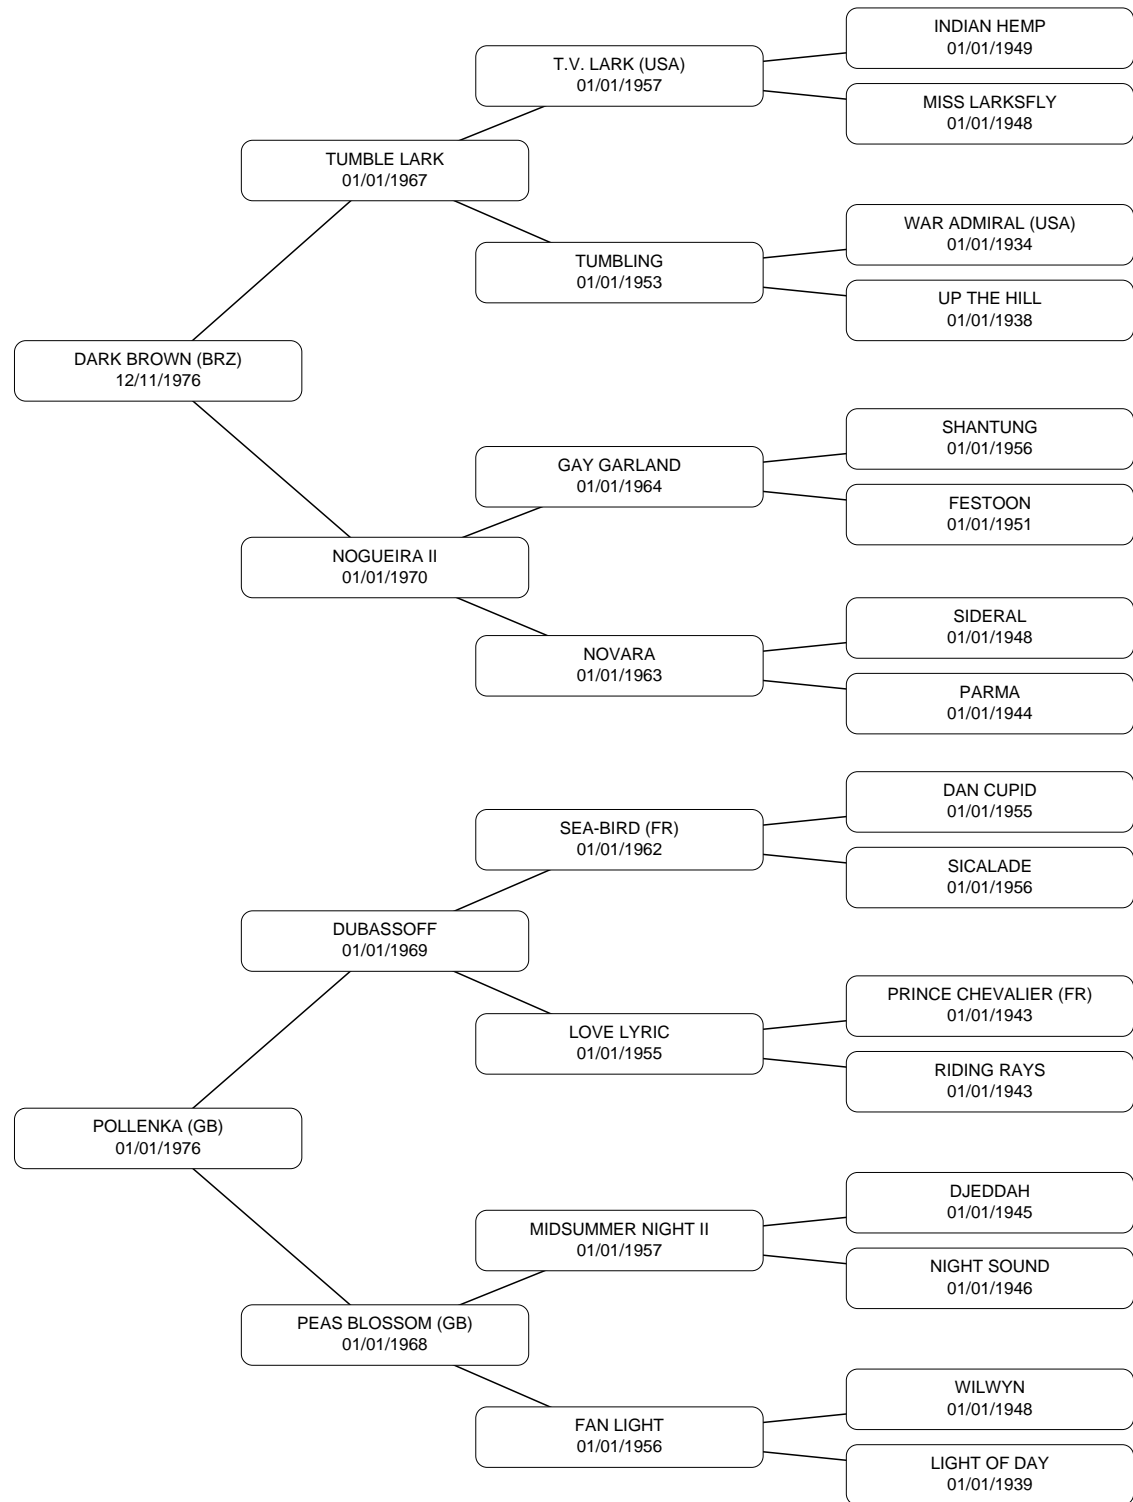 INDIAN HEMP
01/01/1949
T.V. LARK (USA)
01/01/1957
MISS LARKSFLY
01/01/1948
TUMBLE LARK
01/01/1967
WAR ADMIRAL (USA)
01/01/1934
TUMBLING
01/01/1953
UP THE HILL
01/01/1938
DARK BROWN (BRZ)
12/11/1976
SHANTUNG
01/01/1956
GAY GARLAND
01/01/1964
FESTOON
01/01/1951
NOGUEIRA II
01/01/1970
SIDERAL
01/01/1948
NOVARA
01/01/1963
PARMA
01/01/1944
DAN CUPID
01/01/1955
SEA-BIRD (FR)
01/01/1962
SICALADE
01/01/1956
DUBASSOFF
01/01/1969
PRINCE CHEVALIER (FR)
01/01/1943
LOVE LYRIC
01/01/1955
RIDING RAYS
01/01/1943
POLLENKA (GB)
01/01/1976
DJEDDAH
01/01/1945
MIDSUMMER NIGHT II
01/01/1957
NIGHT SOUND
01/01/1946
PEAS BLOSSOM (GB)
01/01/1968
WILWYN
01/01/1948
FAN LIGHT
01/01/1956
LIGHT OF DAY
01/01/1939